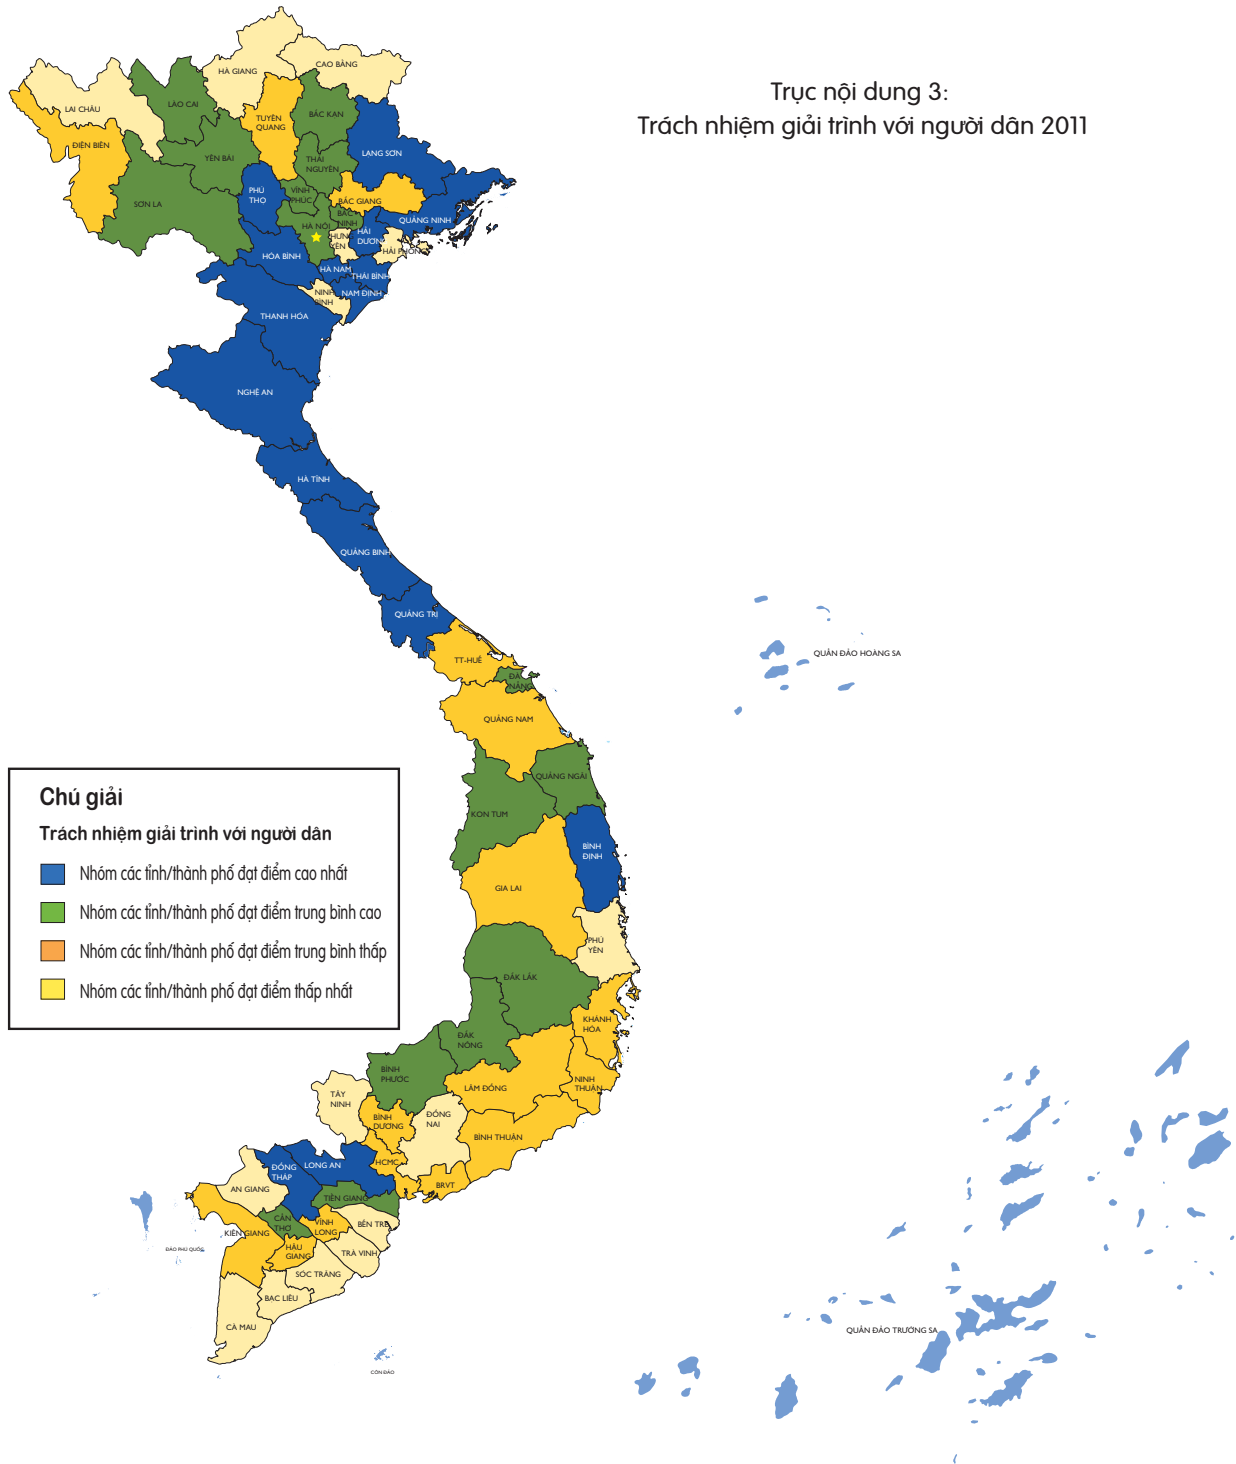 Trục nội dung 3:
Trách nhiệm giải trình với người dân 2011
HÀ GIANG
CAO BẰNG
LAI CHÂU
LÀO CAI
TUYÊN
QUANG
BẮC KẠN
ĐIỆN BIÊN
YÊN BÁI
THÁI
NGUYÊN
LẠNG SƠN
SƠN LA
PHÚ
THỌ
VĨNH
PHÚC
BẮC GIANG
BẮC
NINH
QUẢNG NINH
HÀ NỘI
HƯNG
YÊN
HẢI
DƯƠNG
HẢI PHÒNG
HÒA BÌNH
HÀ NAM
THÁI BÌNH
NINH
BÌNH
NAM ĐỊNH
THANH HÓA
NGHỆ AN
HÀ TĨNH
QUẢNG BÌNH
QUẢNG TRỊ
TT-HUẾ
ĐÀ
NẴNG
QUẢNG NAM
QUẢNG NGÃI
KON TUM
BÌNH
ĐỊNH
GIA LAI
PHÚ
YÊN
ĐẮK LẮK
KHÁNH
HÒA
ĐẮK
NÔNG
BÌNH
PHƯỚC
LÂM ĐỒNG
NINH
THUẬN
TÂY
NINH
BÌNH
DƯƠNG
ĐỒNG
NAI
BÌNH THUẬN
HCMC
BRVT
ĐỒNG
THÁP
LONG AN
AN GIANG
TIỀN GIANG
CẦN
THƠ
VĨNH
LONG
BẾN TRE
KIÊN GIANG
HẬU
GIANG
TRÀ VINH
SÓC TRĂNG
BẠC LIÊU
CÀ MAU
ĐẢO PHÚ QUỐC
CÔN ĐẢO
QUẦN ĐẢO HOÀNG SA
QUẦN ĐẢO TRƯỜNG SA
Chú giải
Trách nhiệm giải trình với người dân
Nhóm các tỉnh/thành phố đạt điểm cao nhất
Nhóm các tỉnh/thành phố đạt điểm trung bình cao
Nhóm các tỉnh/thành phố đạt điểm trung bình thấp
Nhóm các tỉnh/thành phố đạt điểm thấp nhất